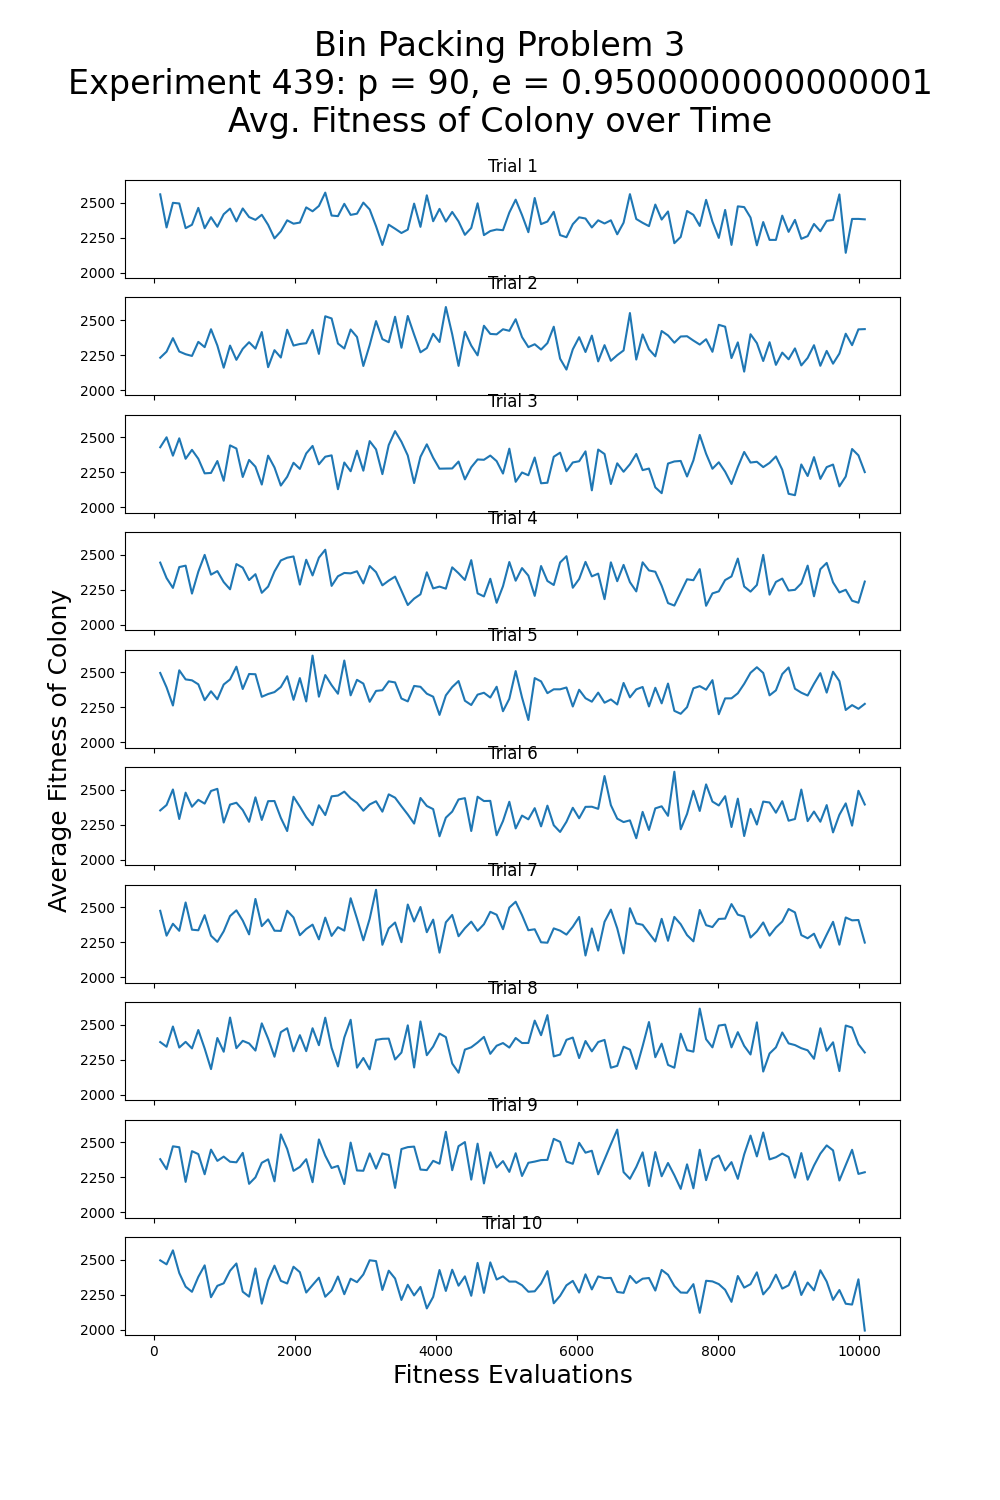 Bin Packing Problem 3
Experiment 439: p = 90, e = 0.9500000000000001
Avg. Fitness of Colony over Time
Trial 1
2500
2250
2000
Trial 2
2500
2250
2000
Trial 3
2500
2250
2000
Trial 4
2500
2250
2000
Trial 5
2500
2250
2000
Trial 6
2500
2250
2000
Trial 7
2500
2250
2000
Trial 8
2500
2250
2000
Trial 9
2500
2250
2000
Trial 10
2500
2250
2000
0 2000 4000 6000 8000 10000
Fitness Evaluations
Average Fitness of Colony